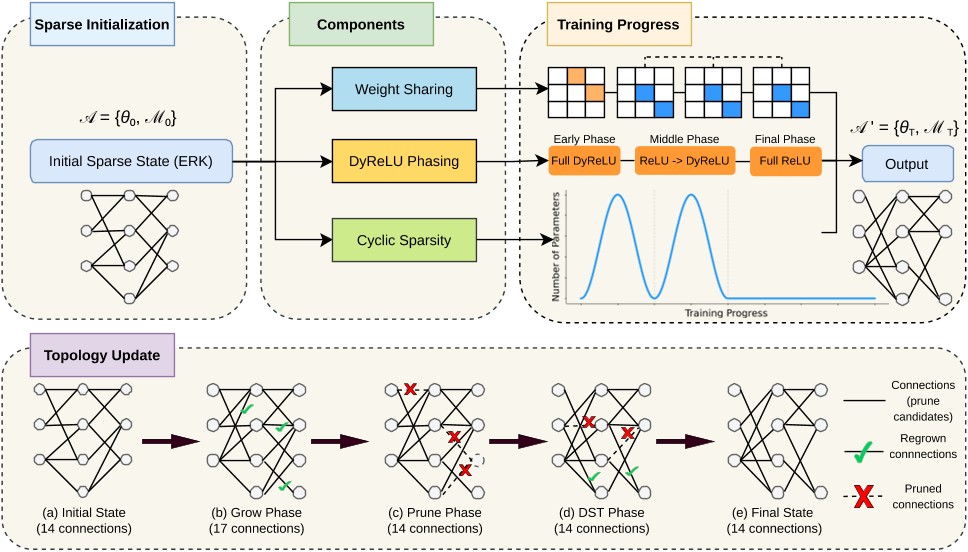 Sparse Initialization
Components
Training Progress
𝒜 = {θ₀, ℳ₀}
Initial Sparse State (ERK)
Weight Sharing
DyReLU Phasing
Cyclic Sparsity
Early Phase
Middle Phase
Final Phase
Full DyReLU
ReLU -> DyReLU
Full ReLU
Number of Parameters
Training Progress
𝒜' = {θ_T, ℳ_T}
Output
Topology Update
(a) Initial State
(14 connections)
(b) Grow Phase
(17 connections)
(c) Prune Phase
(14 connections)
(d) DST Phase
(14 connections)
(e) Final State
(14 connections)
Connections
(prune
candidates)
Regrown
connnections
Pruned
connections